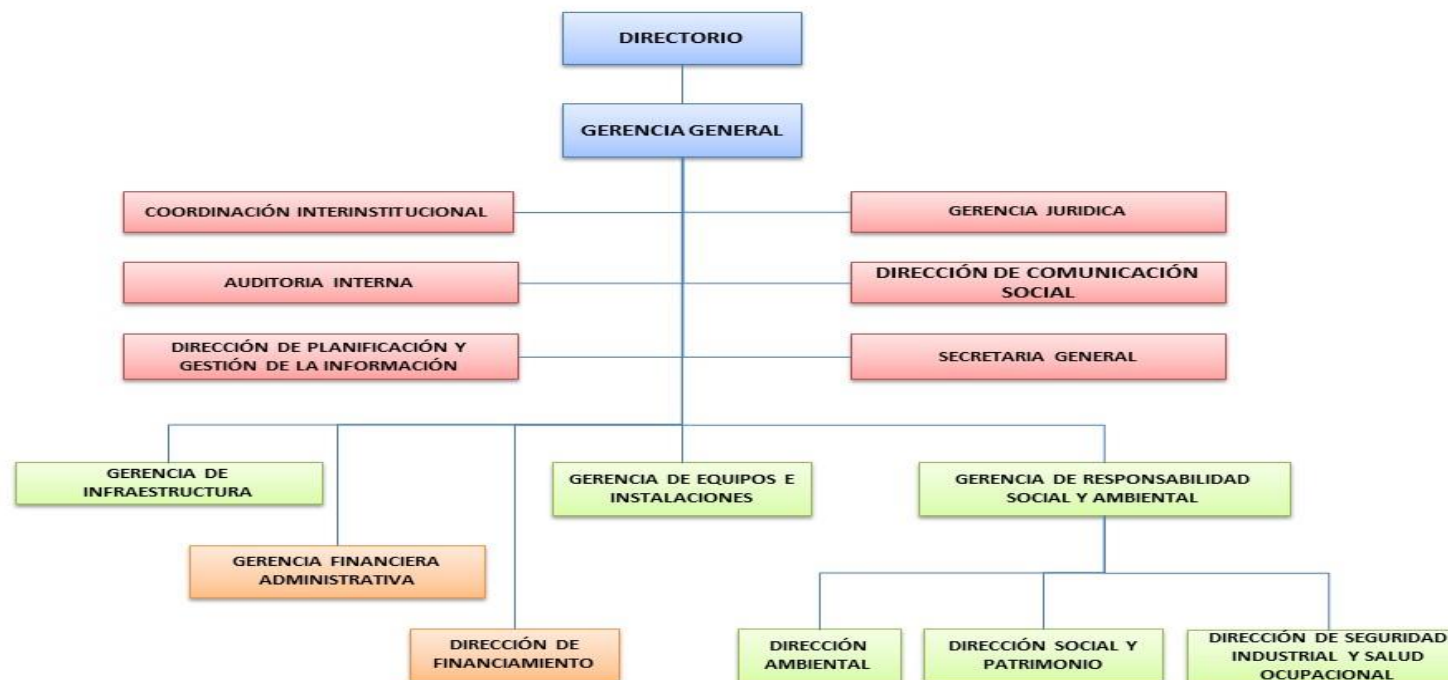 DIRECTORIO
GERENCIA GENERAL
COORDINACIÓN INTERINSTITUCIONAL
GERENCIA JURIDICA
AUDITORIA INTERNA
DIRECCIÓN DE COMUNICACIÓN
SOCIAL
DIRECCIÓN DE PLANIFICACIÓN Y
GESTIÓN DE LA INFORMACIÓN
SECRETARIA GENERAL
GERENCIA DE
INFRAESTRUCTURA
GERENCIA DE EQUIPOS E
INSTALACIONES
GERENCIA DE RESPONSABILIDAD
SOCIAL Y AMBIENTAL
GERENCIA FINANCIERA
ADMINISTRATIVA
DIRECCIÓN DE
FINANCIAMIENTO
DIRECCIÓN
AMBIENTAL
DIRECCIÓN SOCIAL Y
PATRIMONIO
DIRECCIÓN DE SEGURIDAD
INDUSTRIAL Y SALUD
OCUPACIONAL